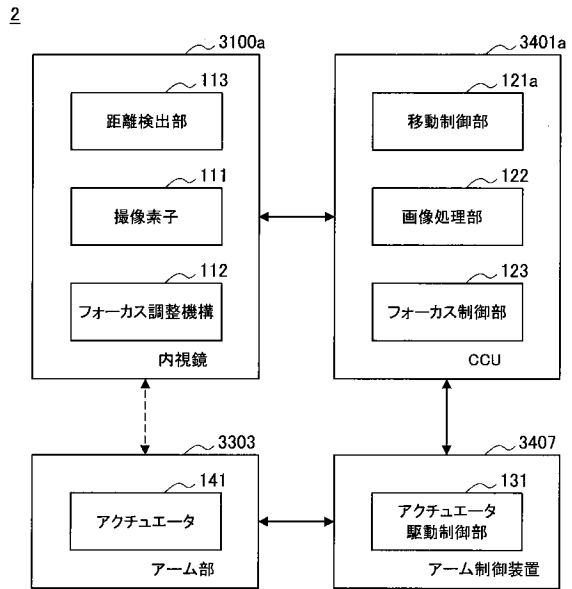 2
3100a
113
距離検出部
111
撮像素子
112
フォーカス調整機構
内視鏡
3401a
121a
移動制御部
122
画像処理部
123
フォーカス制御部
CCU
3303
141
アクチュエータ
アーム部
3407
131
アクチュエータ
駆動制御部
アーム制御装置